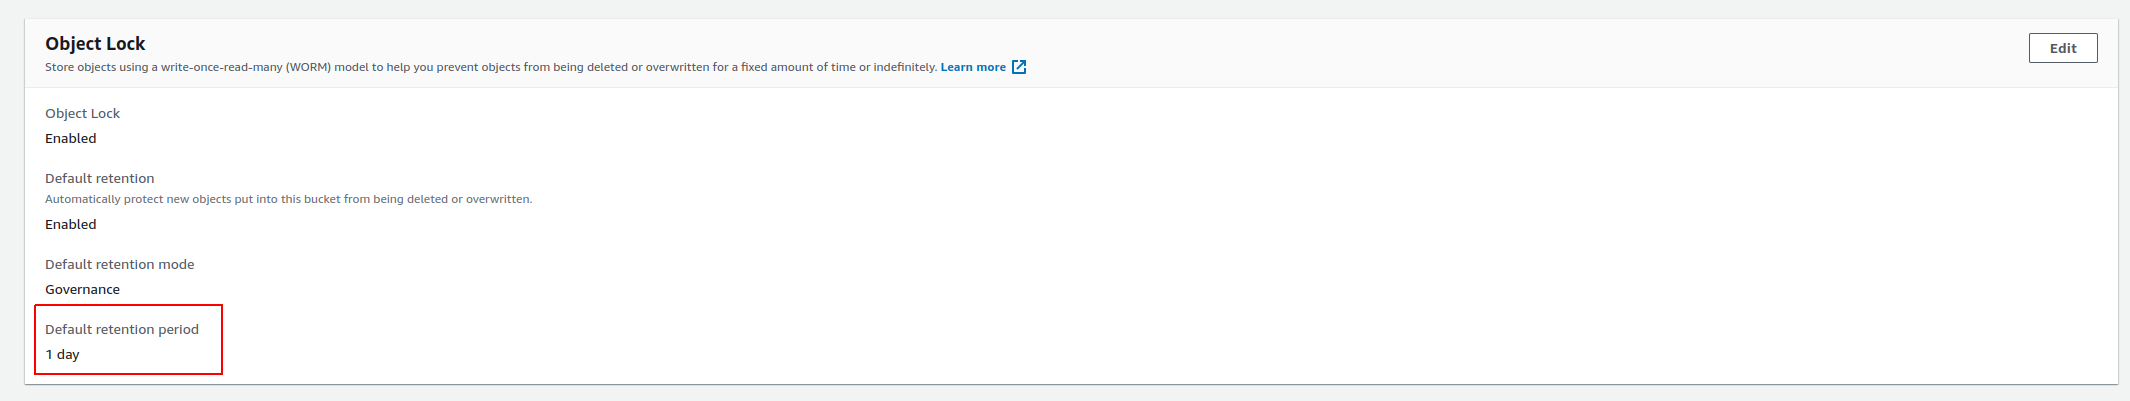 Object Lock
Edit
Store objects using a write-once-read-many (WORM) model to help you prevent objects from being deleted or overwritten for a fixed amount of time or indefinitely. Learn more
Object Lock
Enabled
Default retention
Automatically protect new objects put into this bucket from being deleted or overwritten.
Enabled
Default retention mode
Governance
Default retention period
1 day